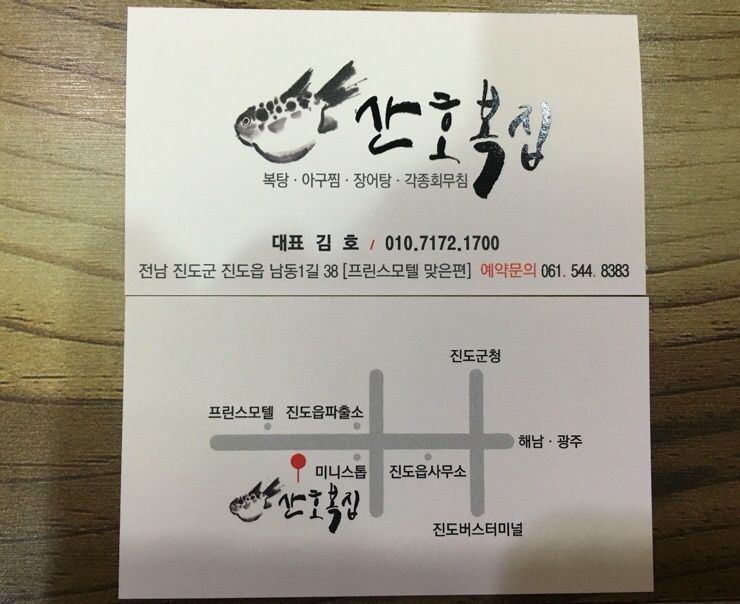 산호복집
복탕 · 아구찜 · 장어탕 · 각종회무침
대표 김 호 / 010.7172.1700
전남 진도군 진도읍 남동1길 38 [프린스모텔 맞은편] 예약문의 061. 544. 8383
진도군청
프린스모텔 진도읍파출소
해남 · 광주
미니스톱 진도읍사무소
산호복집
진도버스터미널